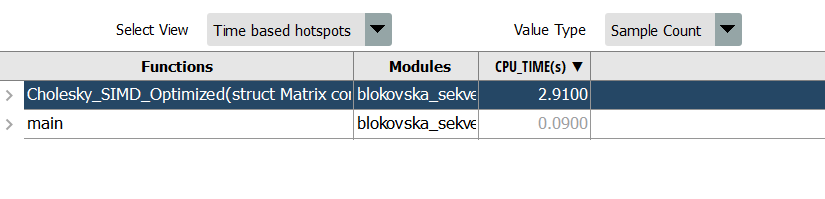 Select View Time based hotspots Value Type Sample Count
Functions Modules CPU_TIME(s) ▼
Cholesky_SIMD_Optimized(struct Matrix cor blokovska_sekve 2.9100
main blokovska_sekve 0.0900